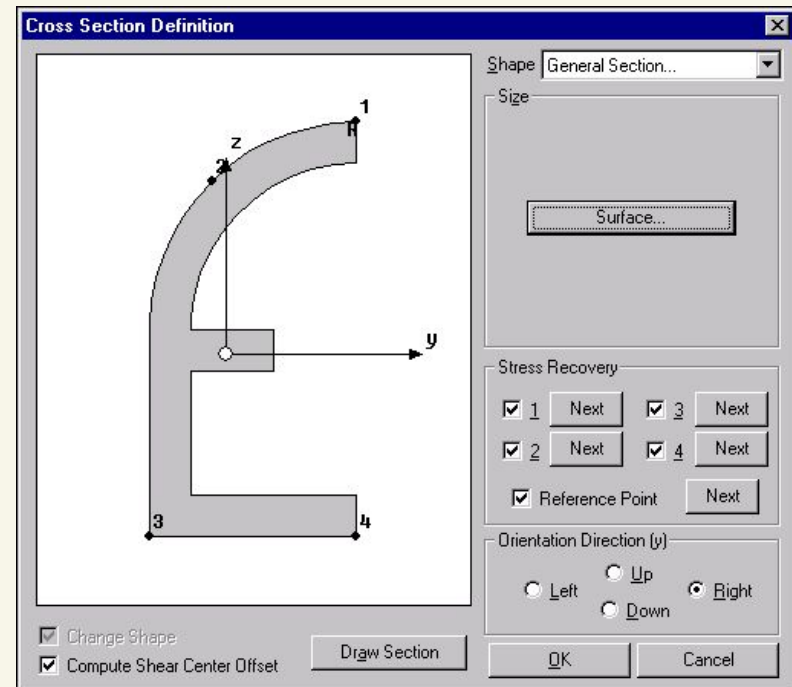 Cross Section Definition
1
R
z
2
y
3
4
Change Shape
Compute Shear Center Offset
Draw Section
Shape General Section...
Size
Surface...
Stress Recovery
1 Next 3 Next
2 Next 4 Next
Reference Point Next
Orientation Direction (y)
Up
Left Right
Down
OK Cancel